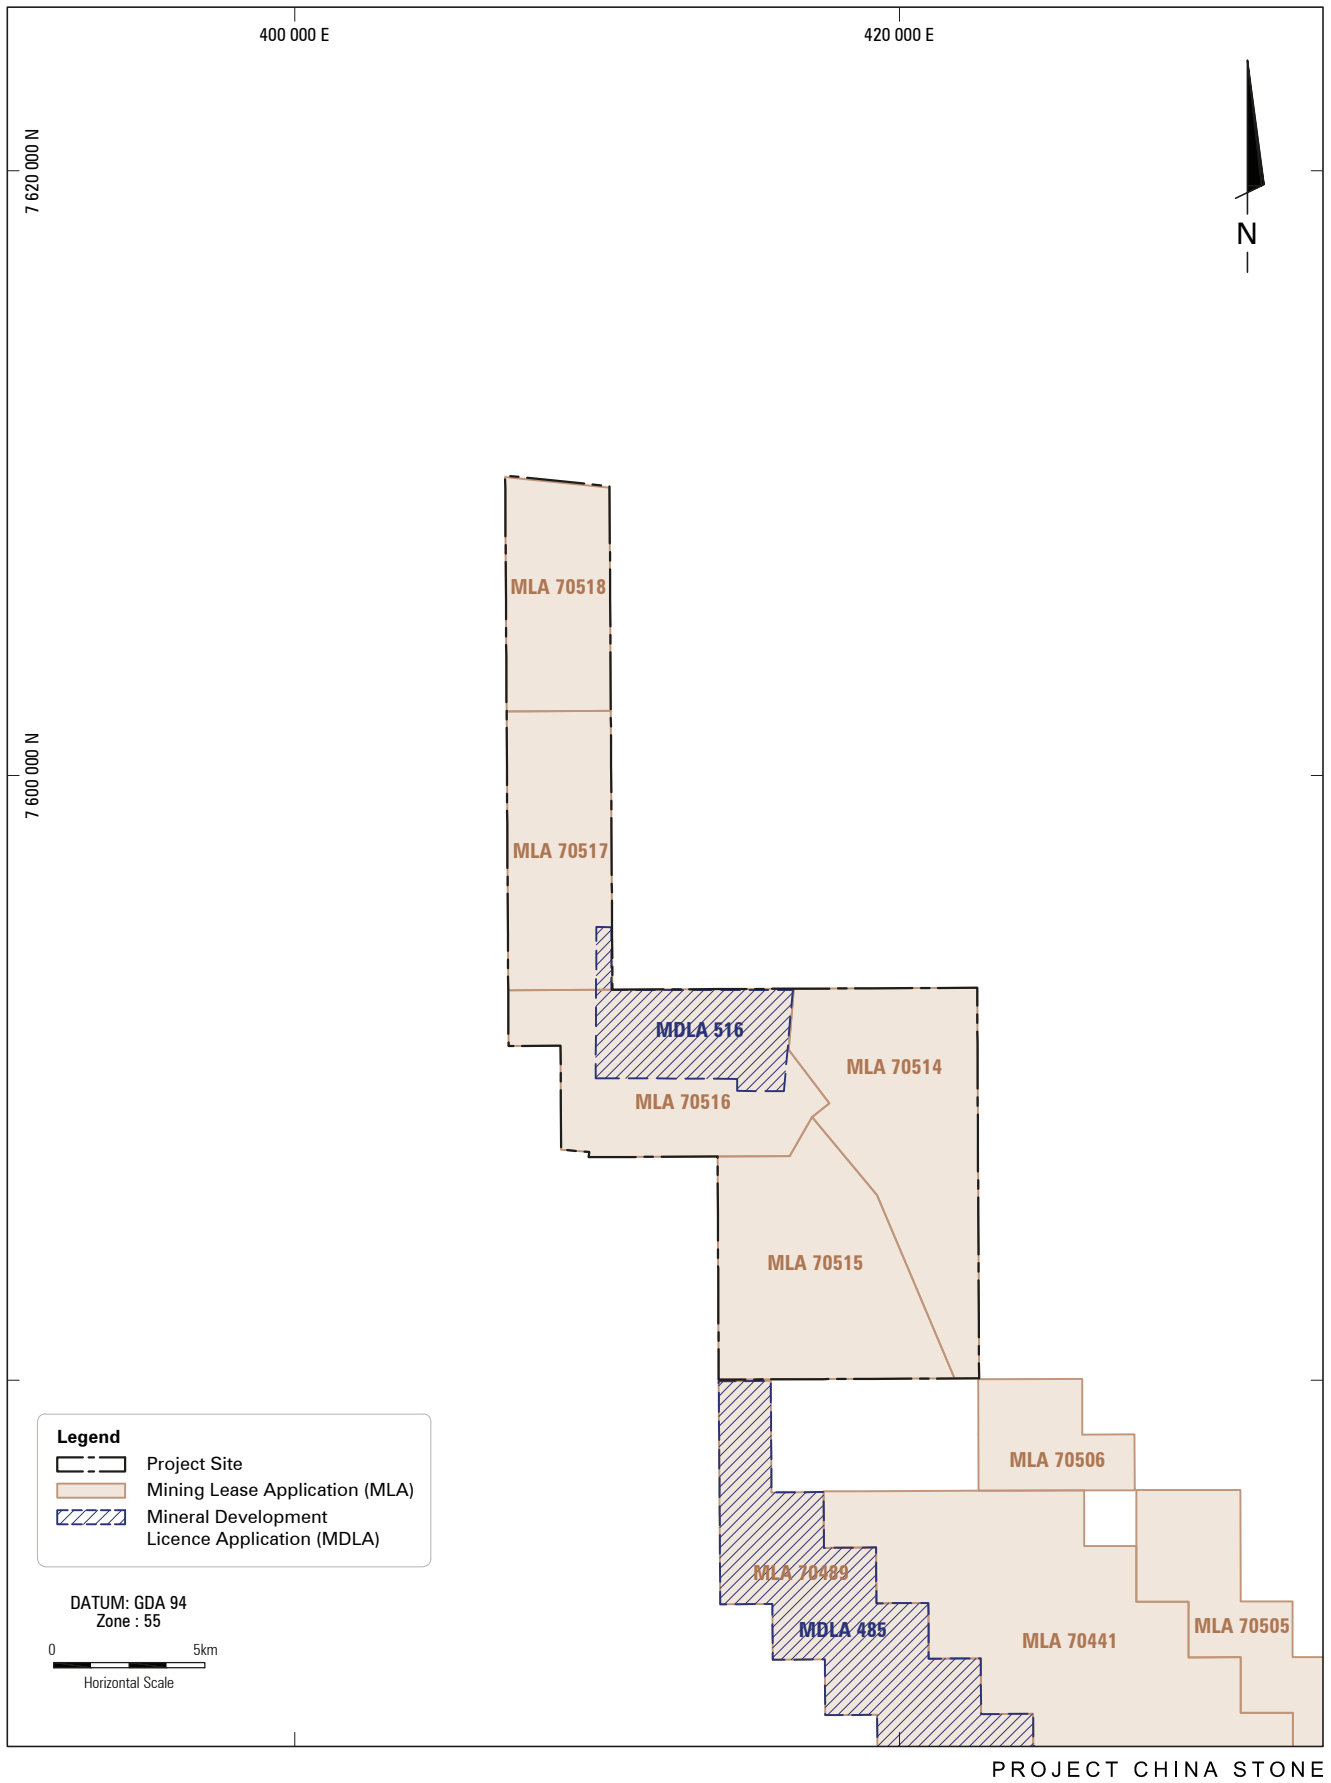 400 000 E
420 000 E
7 620 000 N
N
MLA 70518
7 600 000 N
MLA 70517
MDLA 516
MLA 70514
MLA 70516
MLA 70515
MLA 70506
Legend
Project Site
Mining Lease Application (MLA)
Mineral Development
Licence Application (MDLA)
MLA 70489
MDLA 485
MLA 70441
MLA 70505
DATUM: GDA 94
Zone : 55
0 5km
Horizontal Scale
PROJECT CHINA STONE